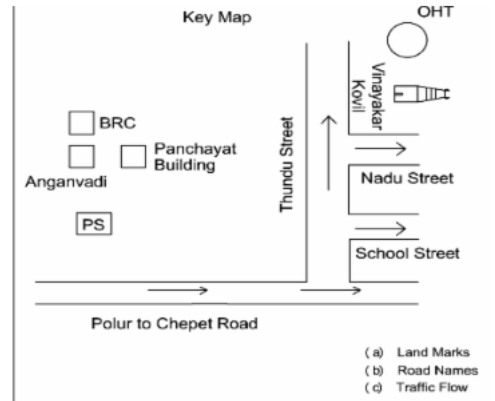 Key Map
OHT
Vinayakar
Kovil
BRC
Panchayat
Building
Anganvadi
Thundu Street
Nadu Street
PS
School Street
Polur to Chepet Road
(a) Land Marks
(b) Road Names
(c) Traffic Flow